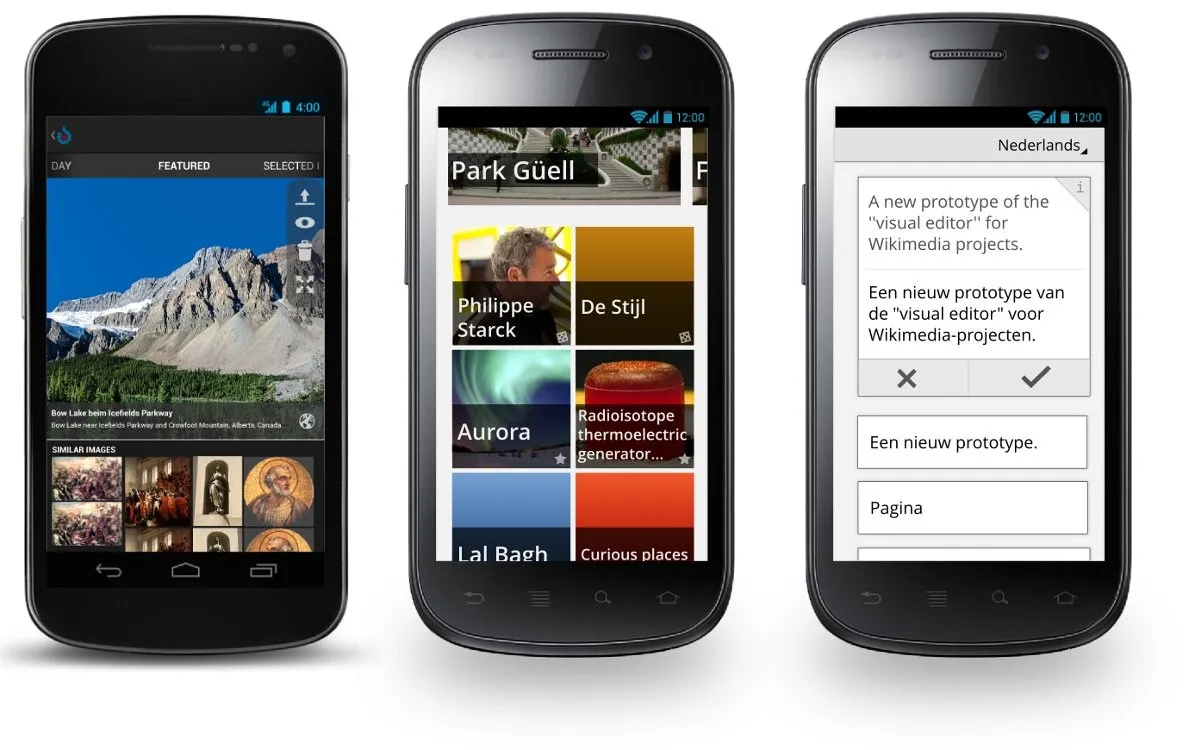 4G 4:00
DAY FEATURED SELECTED
Bow Lake beim Icefields Parkway
Bow Lake near Icefields Parkway and Crowfoot Mountain, Alberta, Canada
SIMILAR IMAGES
12:00
Park Güell
F
Philippe
Starck
De Stijl
Aurora
Radioisotope
thermoelectric
generator...
Lal Bagh
Curious places
12:00
Nederlands
i
A new prototype of the
"visual editor" for
Wikimedia projects.
Een nieuw prototype van
de "visual editor" voor
Wikimedia-projecten.
Een nieuw prototype.
Pagina